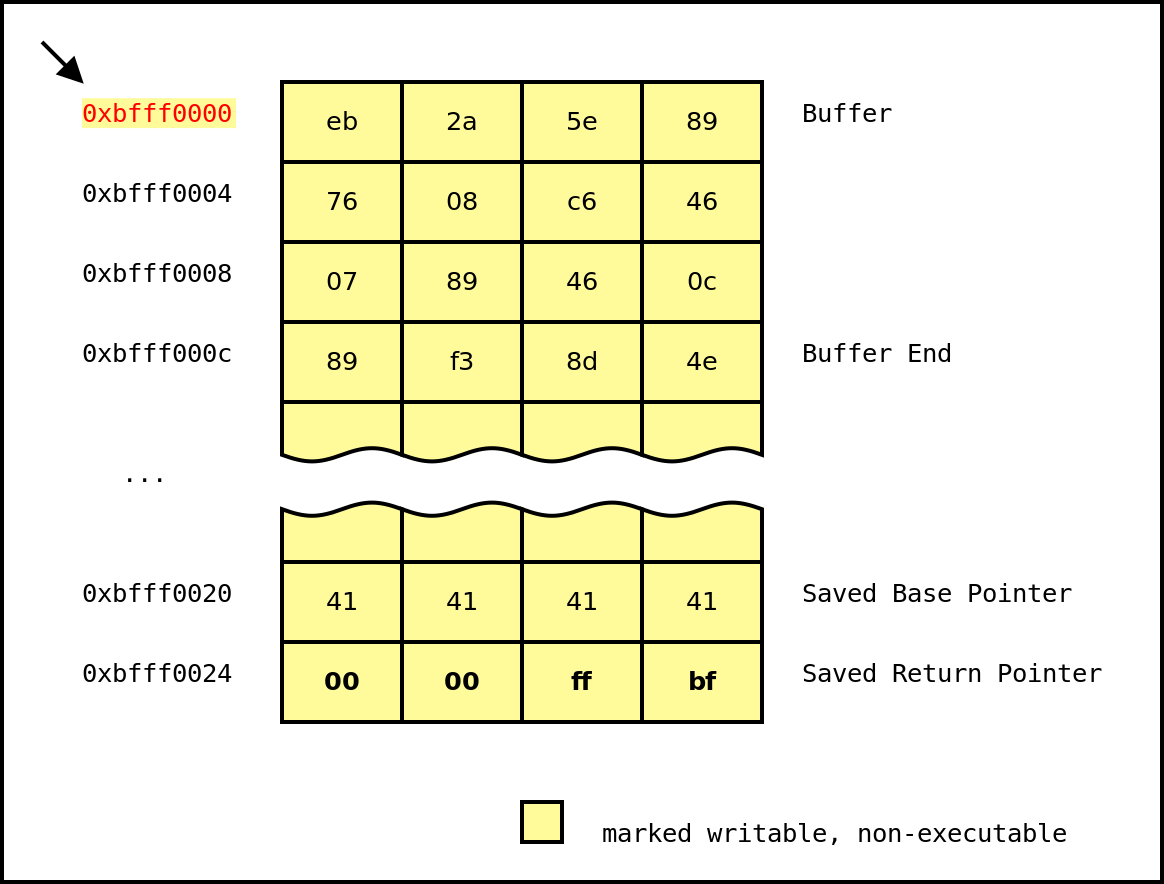 0xbfff0000 eb 2a 5e 89 Buffer
0xbfff0004 76 08 c6 46
0xbfff0008 07 89 46 0c
0xbfff000c 89 f3 8d 4e Buffer End
...
0xbfff0020 41 41 41 41 Saved Base Pointer
0xbfff0024 00 00 ff bf Saved Return Pointer
marked writable, non-executable